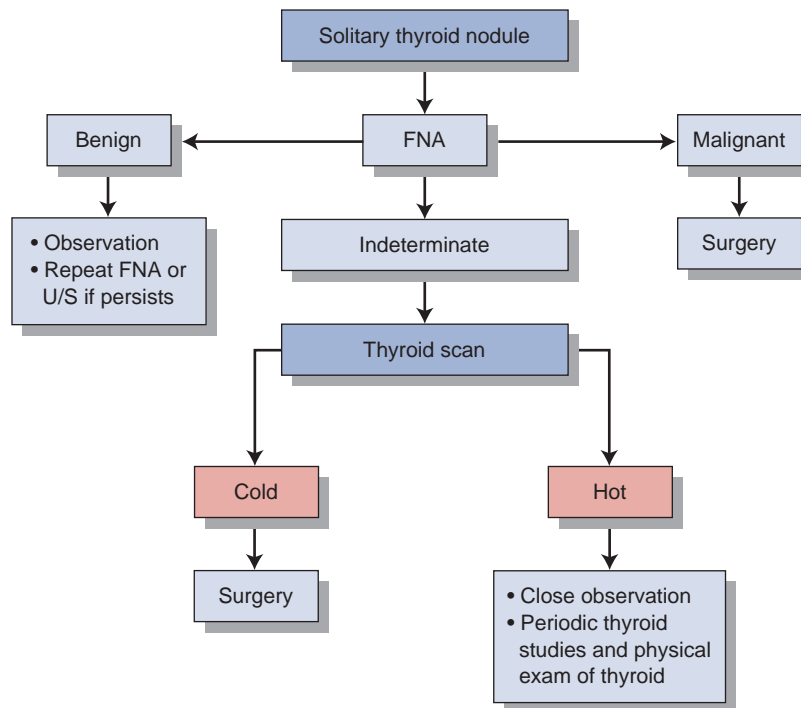 Solitary thyroid nodule
Benign
FNA
Malignant
• Observation
• Repeat FNA or
U/S if persists
Indeterminate
Surgery
Thyroid scan
Cold
Hot
Surgery
• Close observation
• Periodic thyroid
studies and physical
exam of thyroid